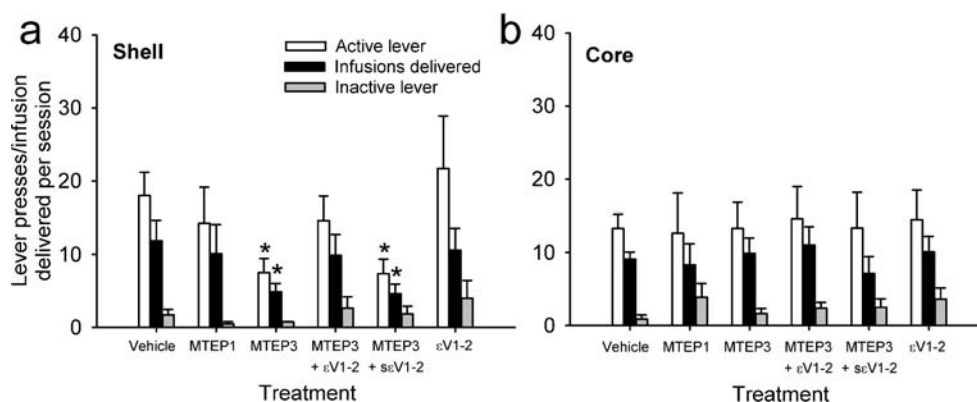 a
Shell
Active lever
Infusions delivered
Inactive lever
Lever presses/infusion
delivered per session
40
30
20
10
0
* * * *
Vehicle MTEP1 MTEP3 MTEP3 MTEP3 εV1-2
+ εV1-2 + sεV1-2
Treatment
b
Core
40
30
20
10
0
Vehicle MTEP1 MTEP3 MTEP3 MTEP3 εV1-2
+ εV1-2 + sεV1-2
Treatment